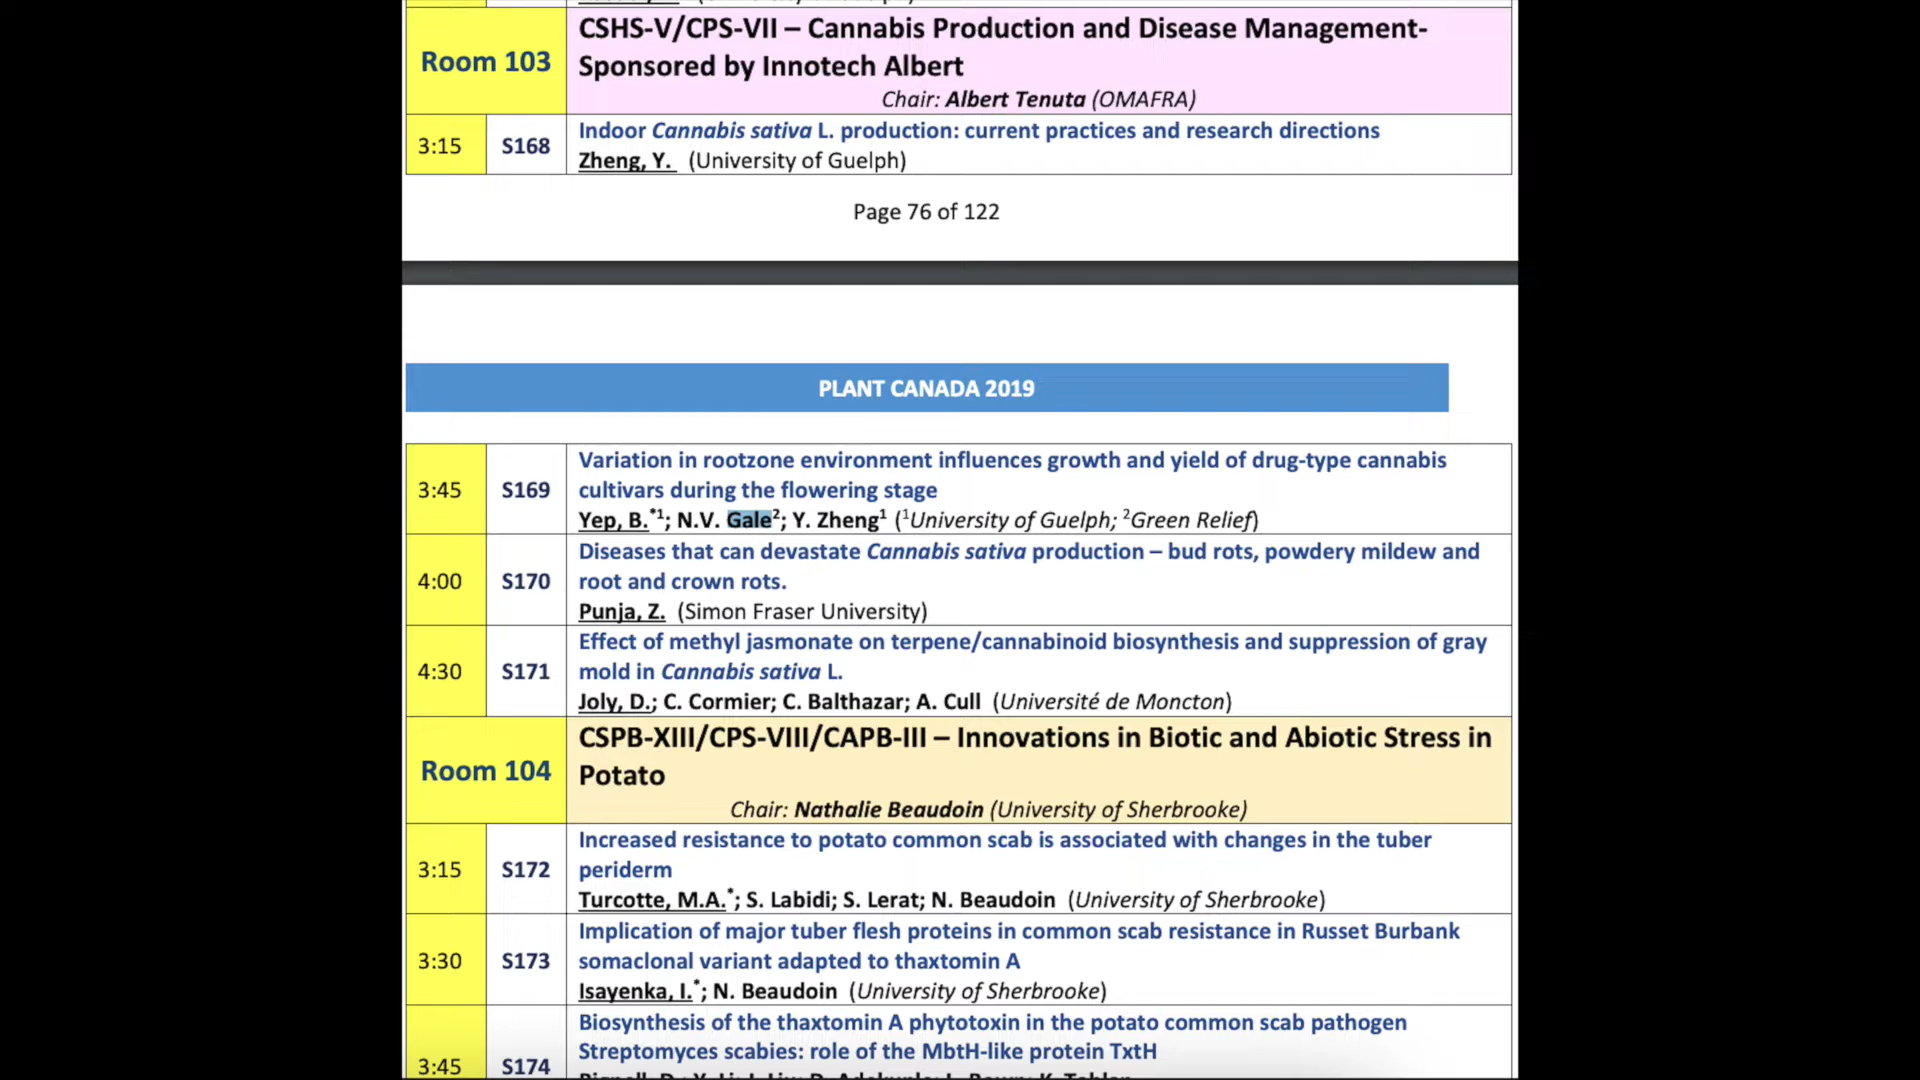 CSHS-V/CPS-VII – Cannabis Production and Disease Management-
Room 103
Sponsored by Innotech Albert
Chair: Albert Tenuta (OMAFRA)
3:15 S168 Indoor Cannabis sativa L. production: current practices and research directions
Zheng, Y. (University of Guelph)
Page 76 of 122
PLANT CANADA 2019
3:45 S169 Variation in rootzone environment influences growth and yield of drug-type cannabis
cultivars during the flowering stage
Yep, B.*1; N.V. Gale2; Y. Zheng1 (1University of Guelph; 2Green Relief)
4:00 S170 Diseases that can devastate Cannabis sativa production – bud rots, powdery mildew and
root and crown rots.
Punja, Z. (Simon Fraser University)
4:30 S171 Effect of methyl jasmonate on terpene/cannabinoid biosynthesis and suppression of gray
mold in Cannabis sativa L.
Joly, D.; C. Cormier; C. Balthazar; A. Cull (Université de Moncton)
Room 104
CSPB-XIII/CPS-VIII/CAPB-III – Innovations in Biotic and Abiotic Stress in
Potato
Chair: Nathalie Beaudoin (University of Sherbrooke)
3:15 S172 Increased resistance to potato common scab is associated with changes in the tuber
periderm
Turcotte, M.A.*; S. Labidi; S. Lerat; N. Beaudoin (University of Sherbrooke)
3:30 S173 Implication of major tuber flesh proteins in common scab resistance in Russet Burbank
somaclonal variant adapted to thaxtomin A
Isayenka, I.*; N. Beaudoin (University of Sherbrooke)
3:45 S174 Biosynthesis of the thaxtomin A phytotoxin in the potato common scab pathogen
Streptomyces scabies: role of the MbtH-like protein TxtH